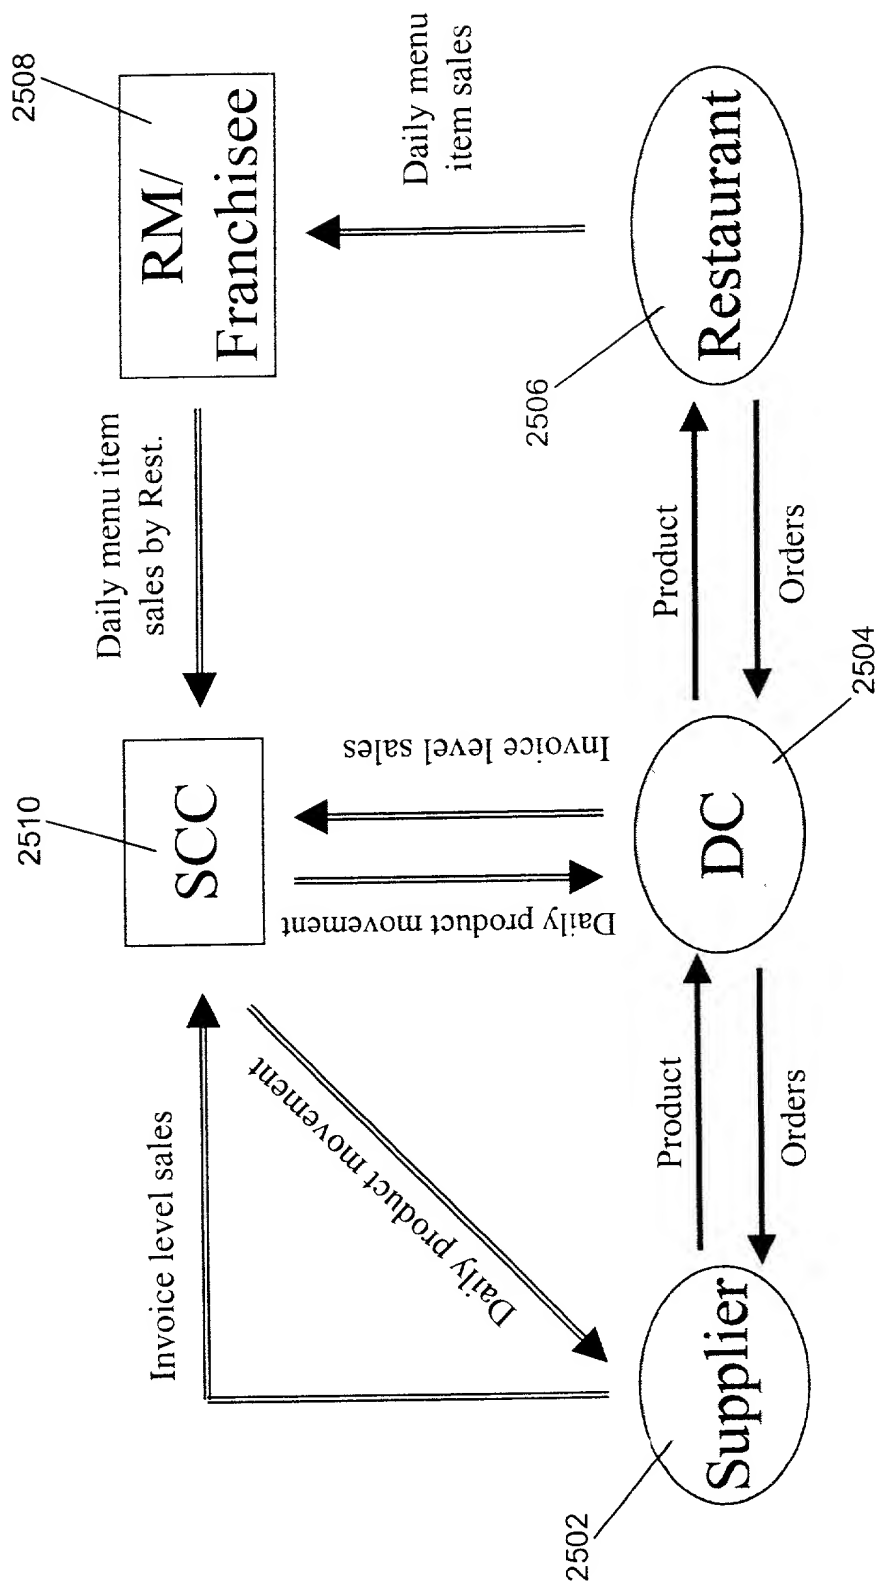 2510
2508
SCC
RM/
Franchisee
Daily menu item
sales by Rest.
Daily menu
item sales
Invoice level sales
Daily product movement
Daily product movement
Invoice level sales
2502
Supplier
Product
Orders
DC
2504
Product
Orders
2506
Restaurant